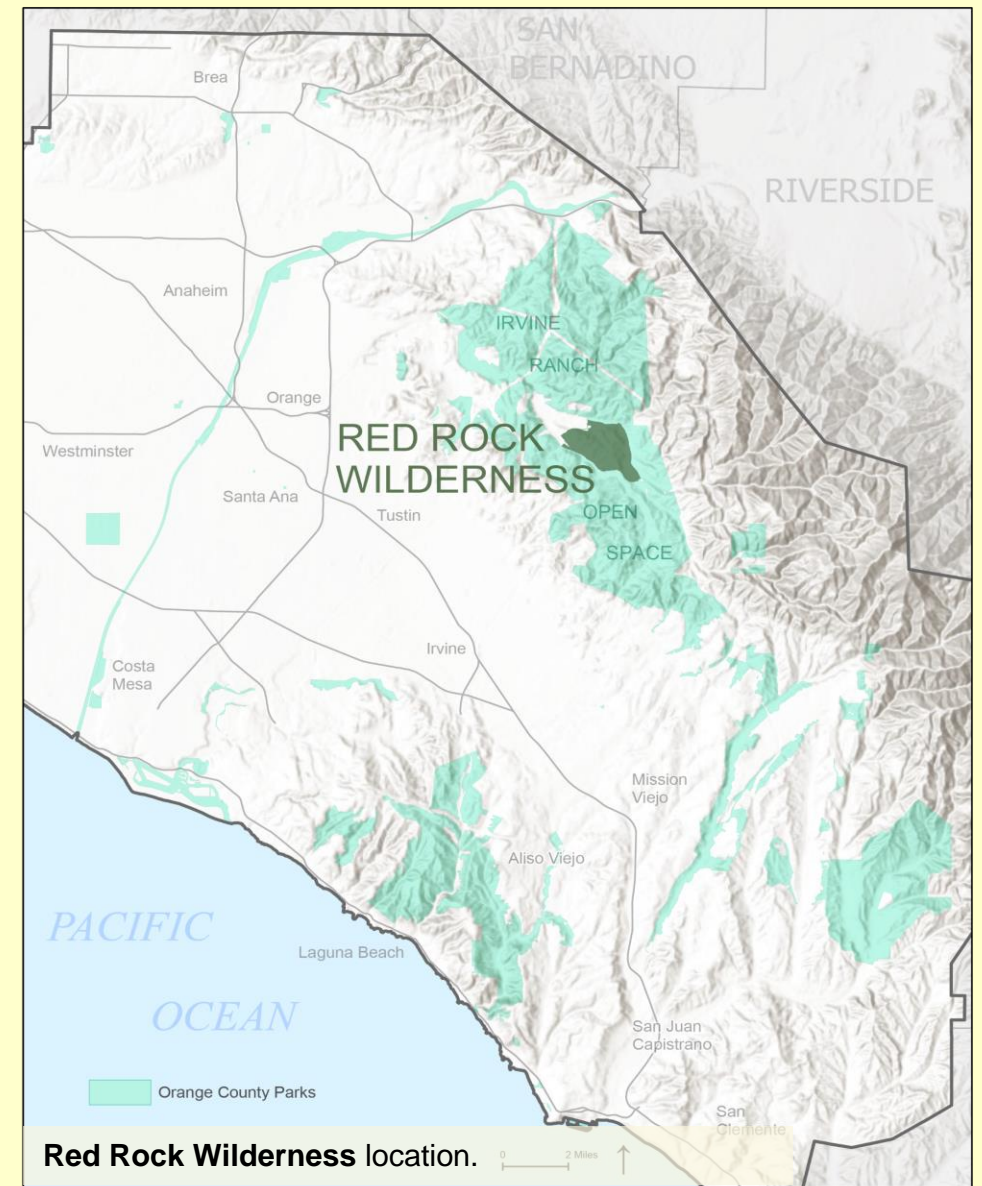 SAN
BERNADINO
Brea
RIVERSIDE
Anaheim
IRVINE
RANCH
Orange
RED ROCK
WILDERNESS
Westminster
Santa Ana
Tustin
OPEN
SPACE
Irvine
Costa
Mesa
Mission
Viejo
Aliso Viejo
PACIFIC
Laguna Beach
OCEAN
San Juan
Capistrano
Orange County Parks
San
Clemente
Red Rock Wilderness location.
0 2 Miles